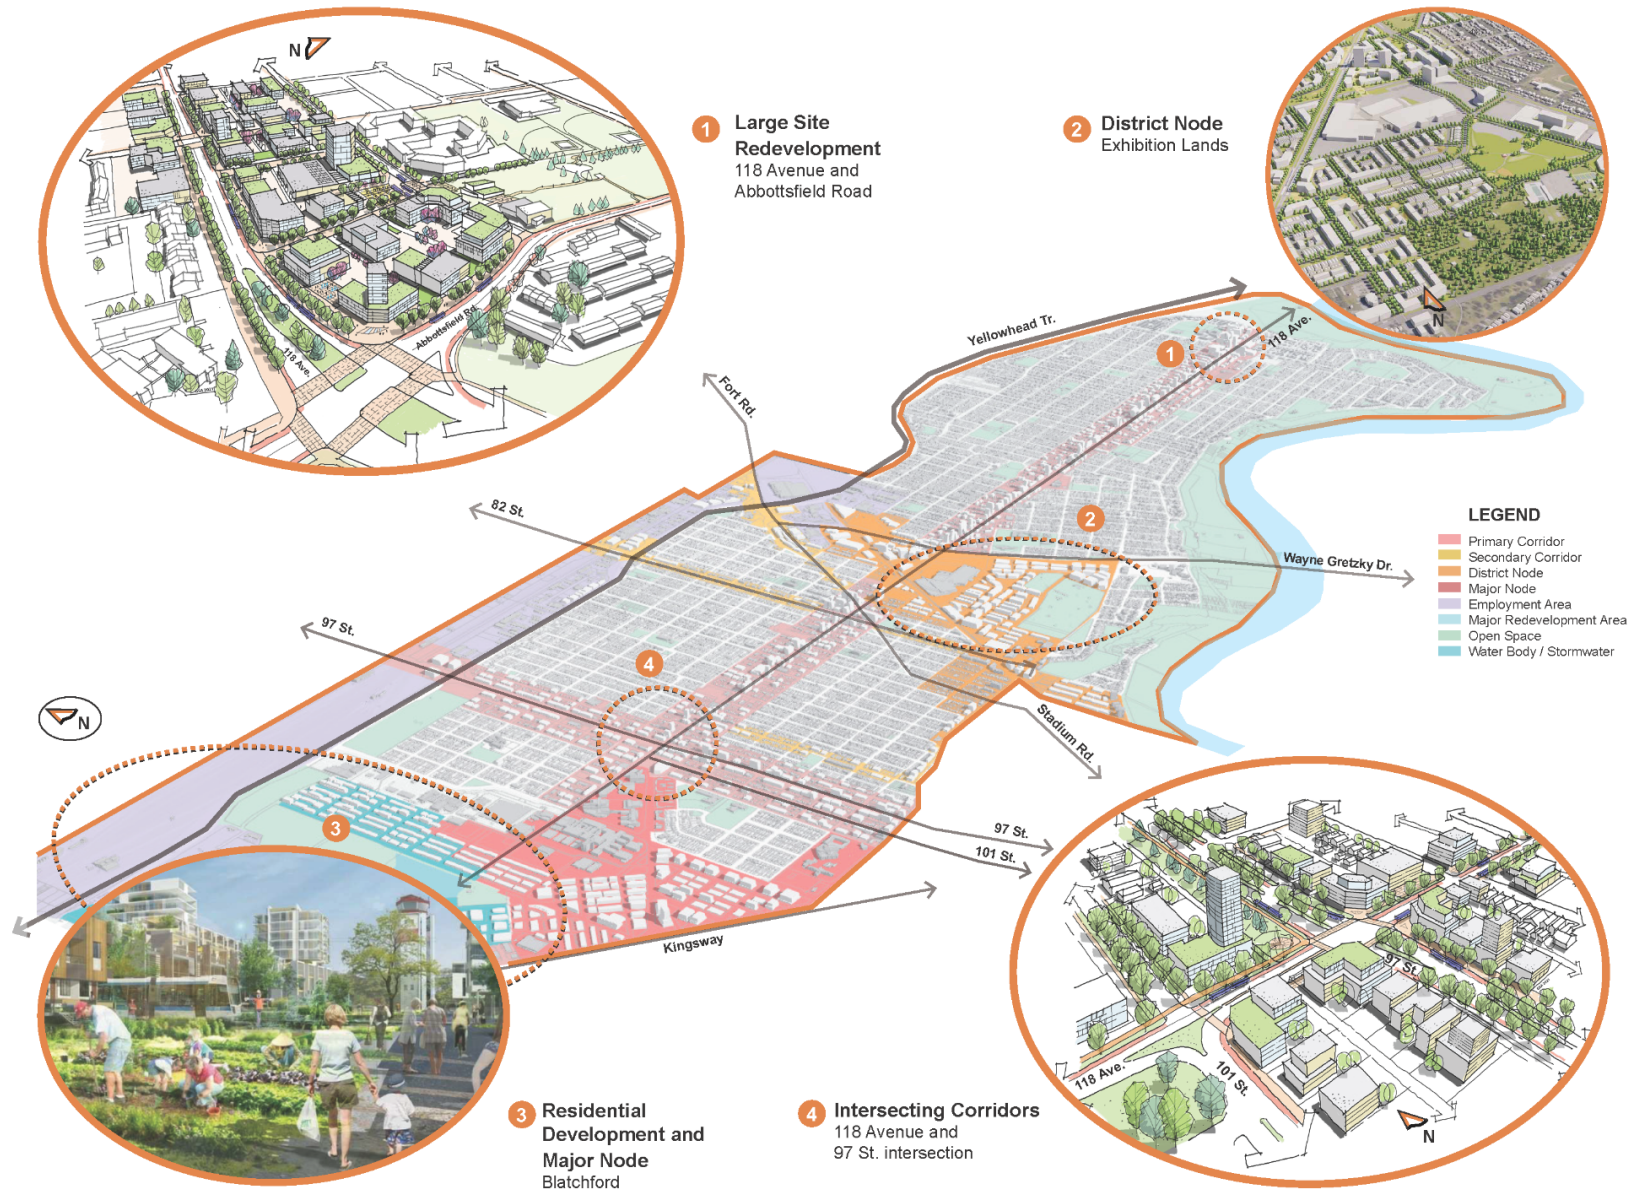 N
1
Large Site
Redevelopment
118 Avenue and
Abbottsfield Road
2
District Node
Exhibition Lands
118 Ave.
Abbottsfield Rd.
N
Yellowhead Tr.
1
118 Ave.
Fort Rd.
82 St.
2
Wayne Gretzky Dr.
LEGEND
Primary Corridor
Secondary Corridor
District Node
Major Node
Employment Area
Major Redevelopment Area
Open Space
Water Body / Stormwater
97 St.
4
N
Stadium Rd.
3
97 St.
101 St.
Kingsway
97 St.
118 Ave.
101 St.
N
3
Residential
Development and
Major Node
Blatchford
4
Intersecting Corridors
118 Avenue and
97 St. intersection